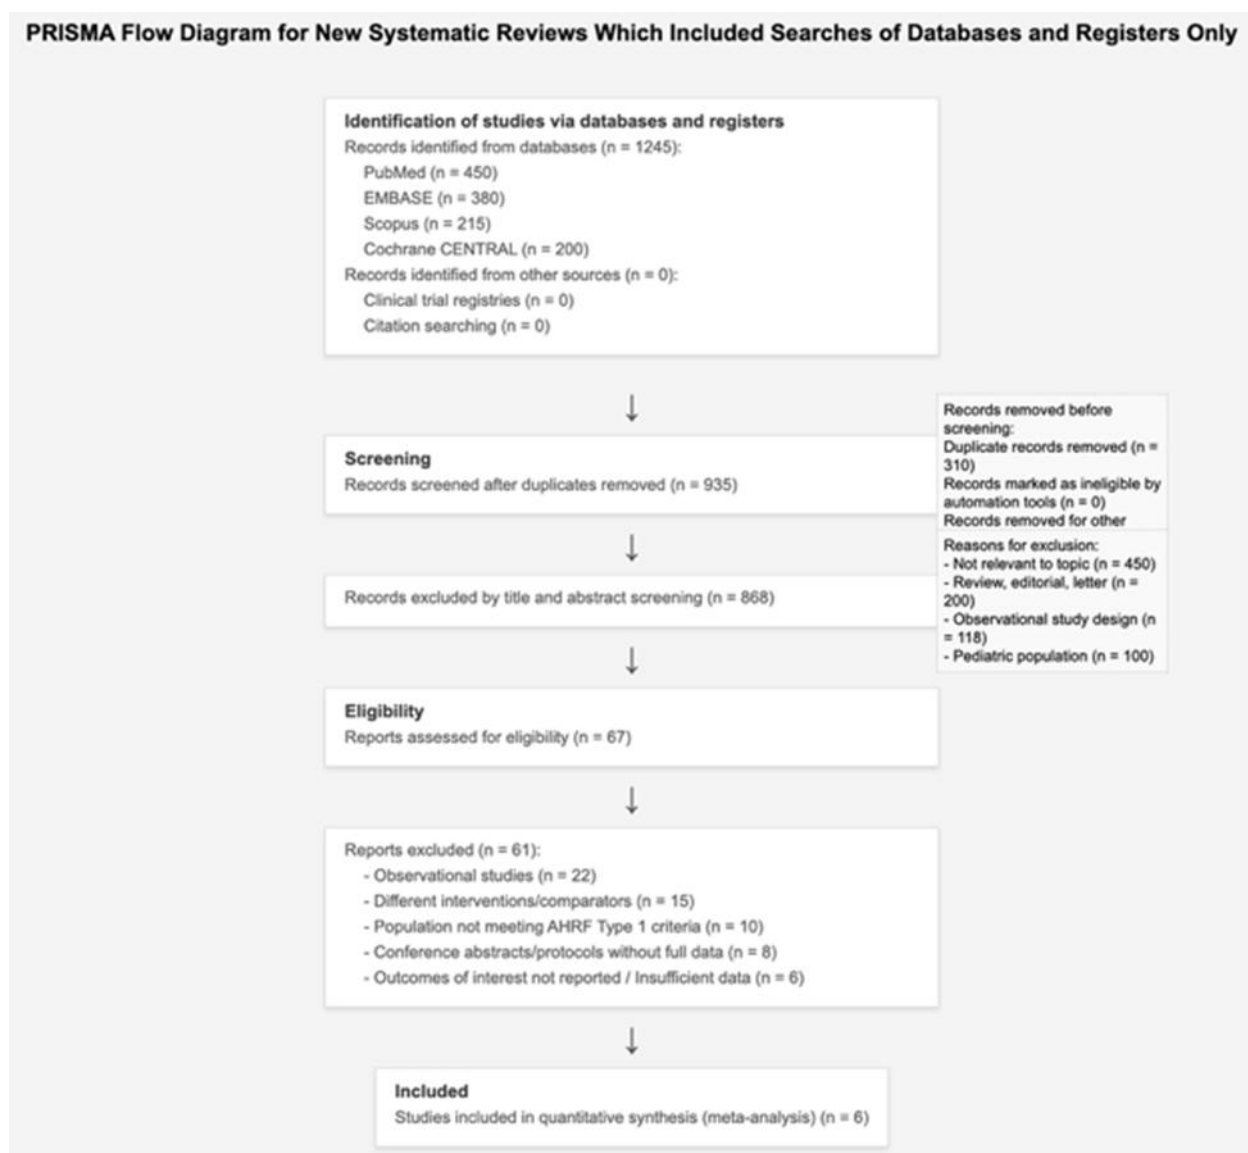 PRISMA Flow Diagram for New Systematic Reviews Which Included Searches of Databases and Registers Only
Identification of studies via databases and registers
Records identified from databases (n = 1245):
PubMed (n = 450)
EMBASE (n = 380)
Scopus (n = 215)
Cochrane CENTRAL (n = 200)
Records identified from other sources (n = 0):
Clinical trial registries (n = 0)
Citation searching (n = 0)
↓
Records removed before
screening:
Duplicate records removed (n =
310)
Records marked as ineligible by
automation tools (n = 0)
Records removed for other
Screening
Records screened after duplicates removed (n = 935)
↓
Records excluded by title and abstract screening (n = 868)
Reasons for exclusion:
- Not relevant to topic (n = 450)
- Review, editorial, letter (n =
200)
- Observational study design (n
= 118)
- Pediatric population (n = 100)
↓
Eligibility
Reports assessed for eligibility (n = 67)
↓
Reports excluded (n = 61):
- Observational studies (n = 22)
- Different interventions/comparators (n = 15)
- Population not meeting AHRF Type 1 criteria (n = 10)
- Conference abstracts/protocols without full data (n = 8)
- Outcomes of interest not reported / Insufficient data (n = 6)
↓
Included
Studies included in quantitative synthesis (meta-analysis) (n = 6)